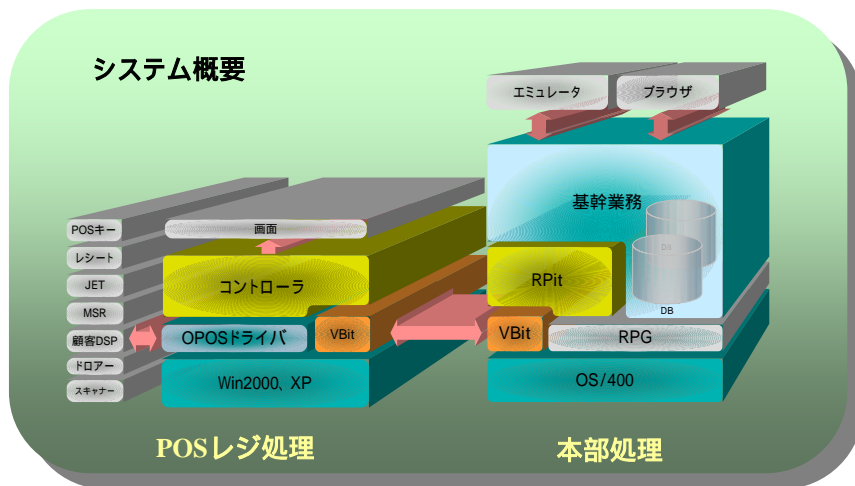 システム概要
エミュレータ
ブラウザ
基幹業務
DB
DB
RPit
VBit
RPG
OS/400
本部処理
POSキー
レシート
JET
MSR
顧客DSP
ドロアー
スキャナー
画面
コントローラ
OPOSドライバ
VBit
Win2000、XP
POSレジ処理